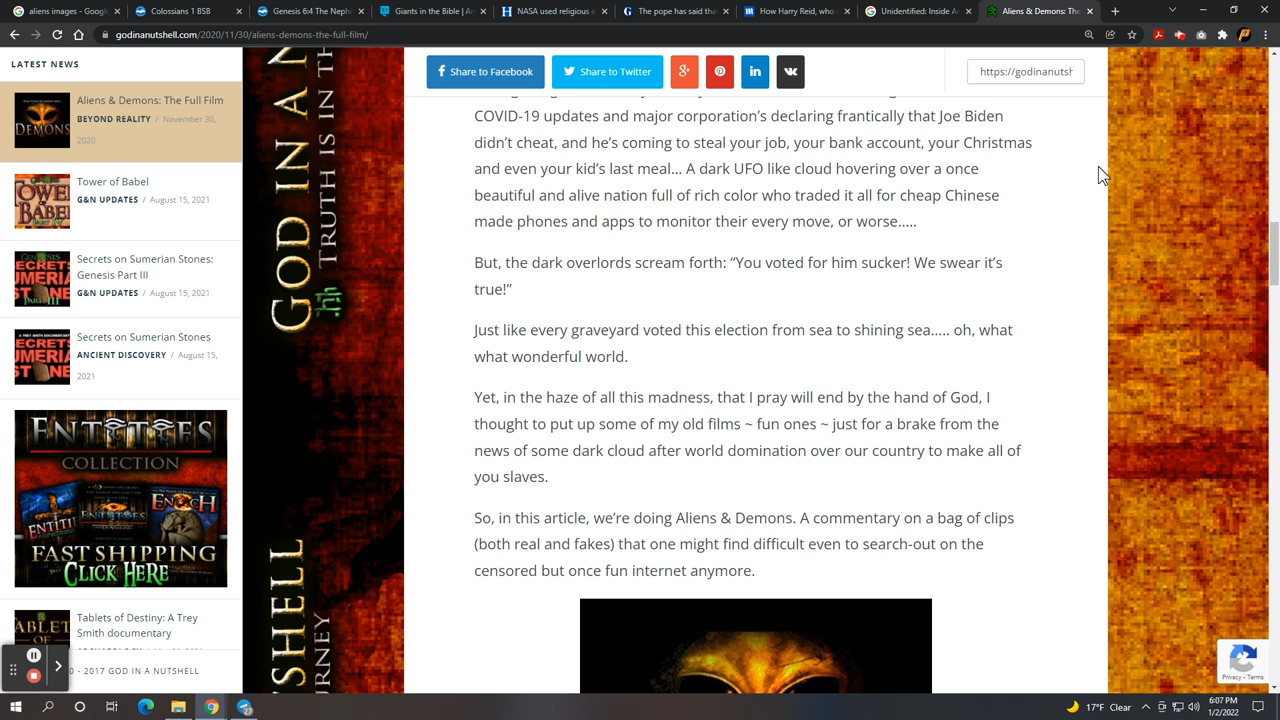 aliens images - G
Colossians 1 BSB
Genesis 6:4 The Neph
Giants in the Bible | A
NASA used religious e
The pope has said tha
How Harry Reid, who
Unidentified: Inside A
Aliens & Demons: The
godinanutshell.com/2020/11/30/aliens-demons-the-full-film/
LATEST NEWS
Aliens & Demons: The Full Film
BEYOND REALITY / November 30,
2020
DEMONS
Tower of Babel
G&N UPDATES / August 15, 2021
Secrets on Sumerian Stones:
Genesis Part III
G&N UPDATES / August 15, 2021
Secrets on Sumerian Stones
ANCIENT DISCOVERY / August 15,
2021
ENTITIES
COLLECTION
ENOCH
FAST SHIPPING
CLICK HERE
Tablets of Destiny: A Trey
Smith documentary
0 - 2017 GOD IN A NUTSHELL
GOD IN A N
TRUTH IS IN TH
SHELL
URNEY
Share to Facebook
Share to Twitter
https://godinanutsh
COVID-19 updates and major corporation's declaring frantically that Joe Biden
didn't cheat, and he's coming to steal your job, your bank account, your Christmas
and even your kid's last meal… A dark UFO like cloud hovering over a once
beautiful and alive nation full of rich color who traded it all for cheap Chinese
made phones and apps to monitor their every move, or worse…..
But, the dark overlords scream forth: “You voted for him sucker! We swear it's
true!”
Just like every graveyard voted this election from sea to shining sea….. oh, what
what wonderful world.
Yet, in the haze of all this madness, that I pray will end by the hand of God, I
thought to put up some of my old films ~ fun ones ~ just for a brake from the
news of some dark cloud after world domination over our country to make all of
you slaves.
So, in this article, we're doing Aliens & Demons. A commentary on a bag of clips
(both real and fakes) that one might find difficult even to search-out on the
censored but once fun internet anymore.
Privacy - Terms
27
17°F Clear
6:07 PM
1/2/2022